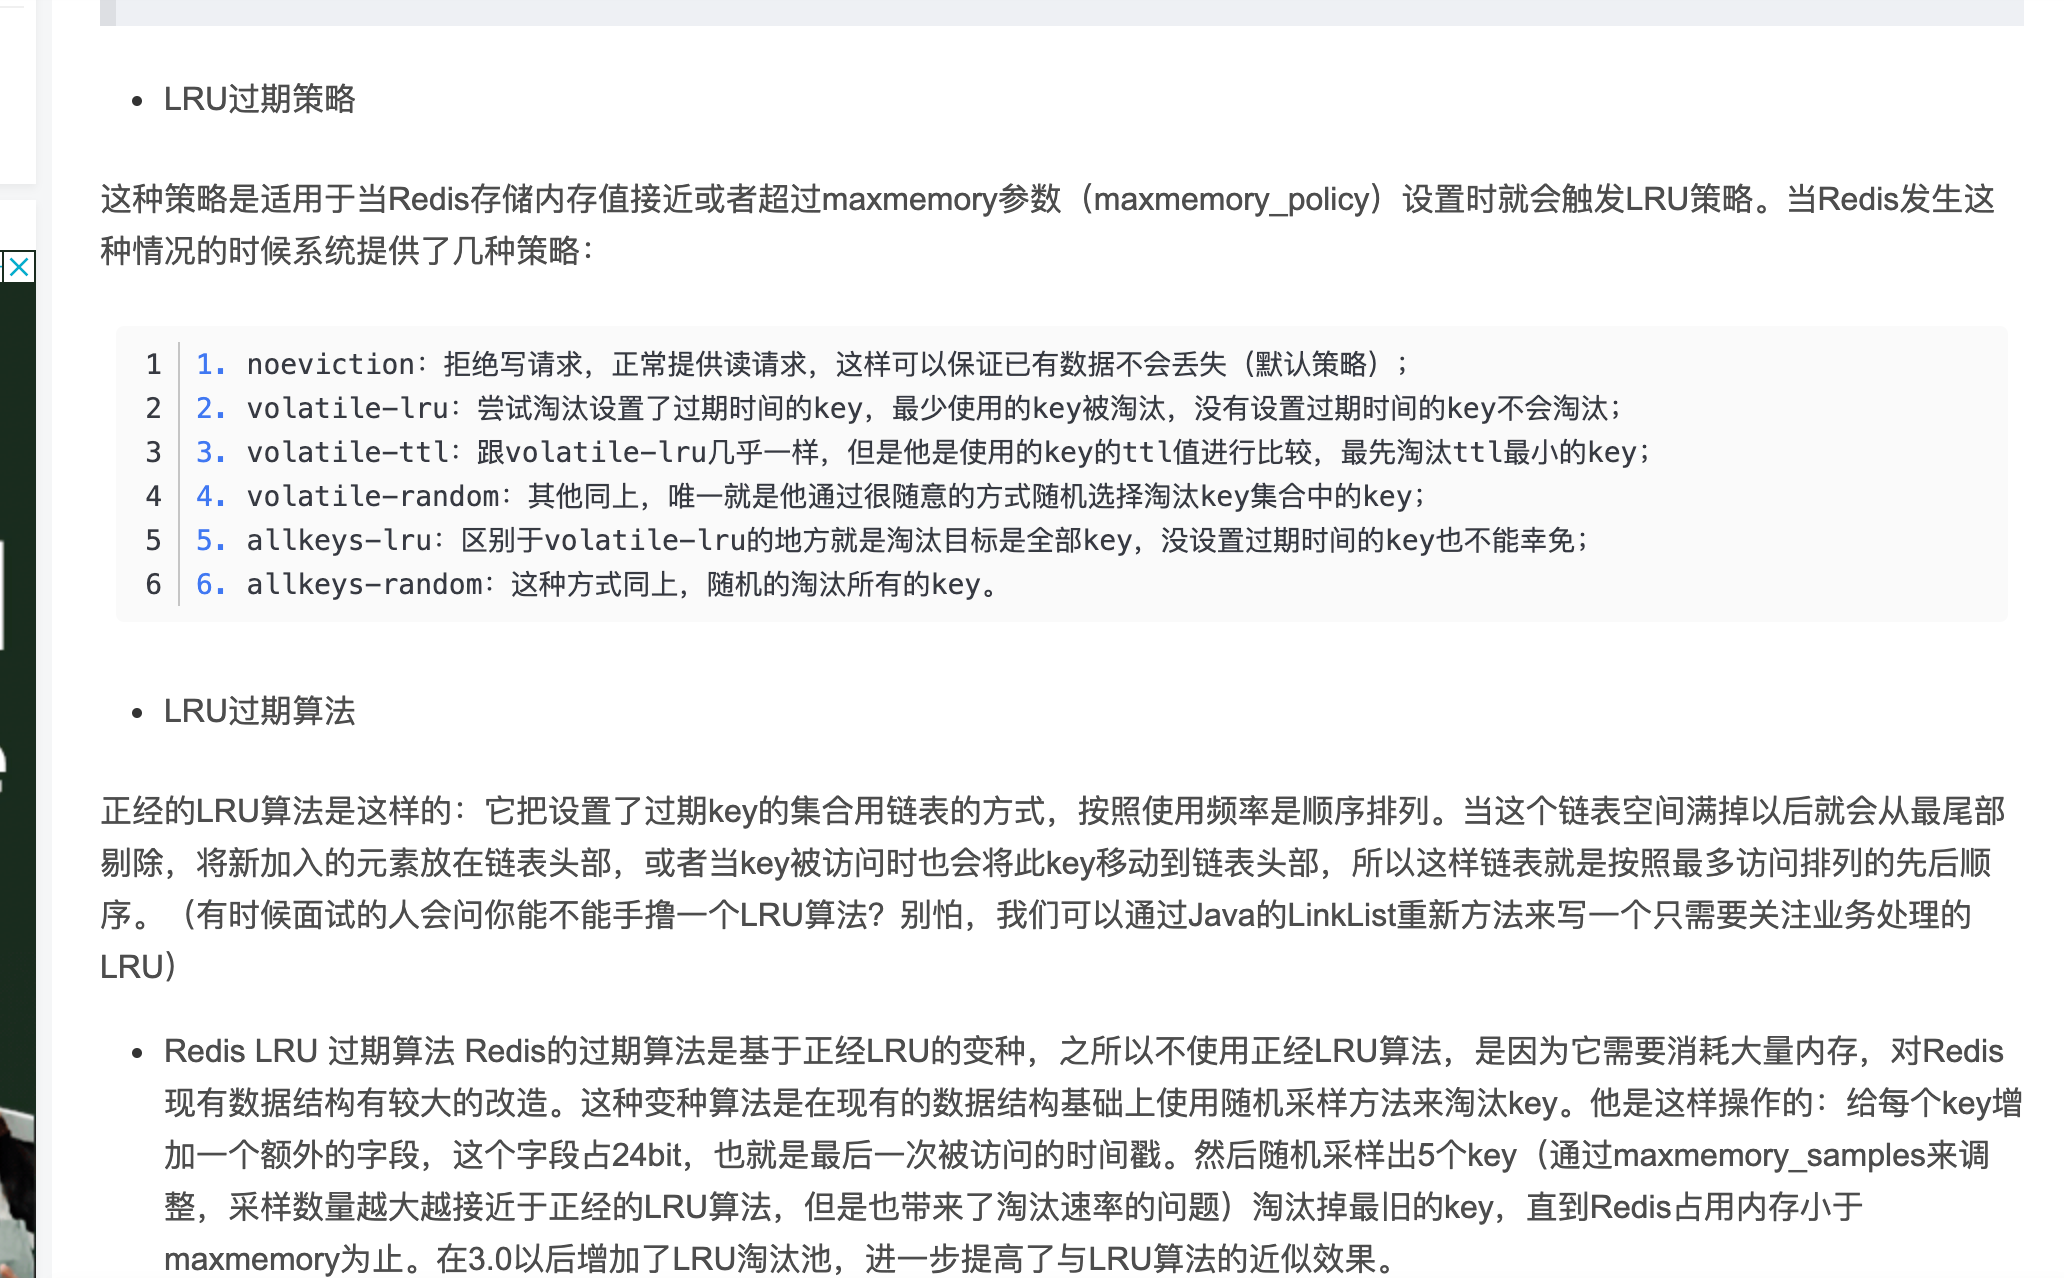 LRU过期策略
这种策略是适用于当Redis存储内存值接近或者超过maxmemory参数（maxmemory_policy）设置时就会触发LRU策略。当Redis发生这
种情况的时候系统提供了几种策略：
1 1. noeviction：拒绝写请求，正常提供读请求，这样可以保证已有数据不会丢失（默认策略）；
2 2. volatile-lru：尝试淘汰设置了过期时间的key，最少使用的key被淘汰，没有设置过期时间的key不会淘汰；
3 3. volatile-ttl：跟volatile-lru几乎一样，但是他是使用的key的ttl值进行比较，最先淘汰ttl最小的key；
4 4. volatile-random：其他同上，唯一就是他通过很随意的方式随机选择淘汰key集合中的key；
5 5. allkeys-lru：区别于volatile-lru的地方就是淘汰目标是全部key，没设置过期时间的key也不能幸免；
6 6. allkeys-random：这种方式同上，随机的淘汰所有的key。
LRU过期算法
正经的LRU算法是这样的：它把设置了过期key的集合用链表的方式，按照使用频率是顺序排列。当这个链表空间满掉以后就会从最尾部
剔除，将新加入的元素放在链表头部，或者当key被访问时也会将此key移动到链表头部，所以这样链表就是按照最多访问排列的先后顺
序。（有时候面试的人会问你能不能手撸一个LRU算法？别怕，我们可以通过Java的LinkList重新方法来写一个只需要关注业务处理的
LRU）
Redis LRU 过期算法 Redis的过期算法是基于正经LRU的变种，之所以不使用正经LRU算法，是因为它需要消耗大量内存，对Redis
现有数据结构有较大的改造。这种变种算法是在现有的数据结构基础上使用随机采样方法来淘汰key。他是这样操作的：给每个key增
加一个额外的字段，这个字段占24bit，也就是最后一次被访问的时间戳。然后随机采样出5个key（通过maxmemory_samples来调
整，采样数量越大越接近于正经的LRU算法，但是也带来了淘汰速率的问题）淘汰掉最旧的key，直到Redis占用内存小于
maxmemory为止。在3.0以后增加了LRU淘汰池，进一步提高了与LRU算法的近似效果。